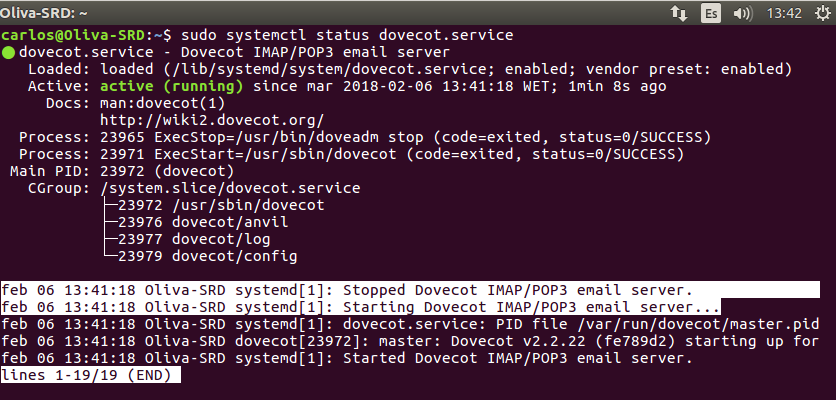 Oliva-SRD: ~ Es 13:42
carlos@Oliva-SRD:~$ sudo systemctl status dovecot.service
● dovecot.service - Dovecot IMAP/POP3 email server
   Loaded: loaded (/lib/systemd/system/dovecot.service; enabled; vendor preset: enabled)
   Active: active (running) since mar 2018-02-06 13:41:18 WET; 1min 8s ago
     Docs: man:dovecot(1)
           http://wiki2.dovecot.org/
  Process: 23965 ExecStop=/usr/bin/doveadm stop (code=exited, status=0/SUCCESS)
  Process: 23971 ExecStart=/usr/sbin/dovecot (code=exited, status=0/SUCCESS)
 Main PID: 23972 (dovecot)
   CGroup: /system.slice/dovecot.service
           ├─23972 /usr/sbin/dovecot
           ├─23976 dovecot/anvil
           ├─23977 dovecot/log
           └─23979 dovecot/config
feb 06 13:41:18 Oliva-SRD systemd[1]: Stopped Dovecot IMAP/POP3 email server.
feb 06 13:41:18 Oliva-SRD systemd[1]: Starting Dovecot IMAP/POP3 email server...
feb 06 13:41:18 Oliva-SRD systemd[1]: dovecot.service: PID file /var/run/dovecot/master.pid
feb 06 13:41:18 Oliva-SRD dovecot[23972]: master: Dovecot v2.2.22 (fe789d2) starting up for
feb 06 13:41:18 Oliva-SRD systemd[1]: Started Dovecot IMAP/POP3 email server.
lines 1-19/19 (END)